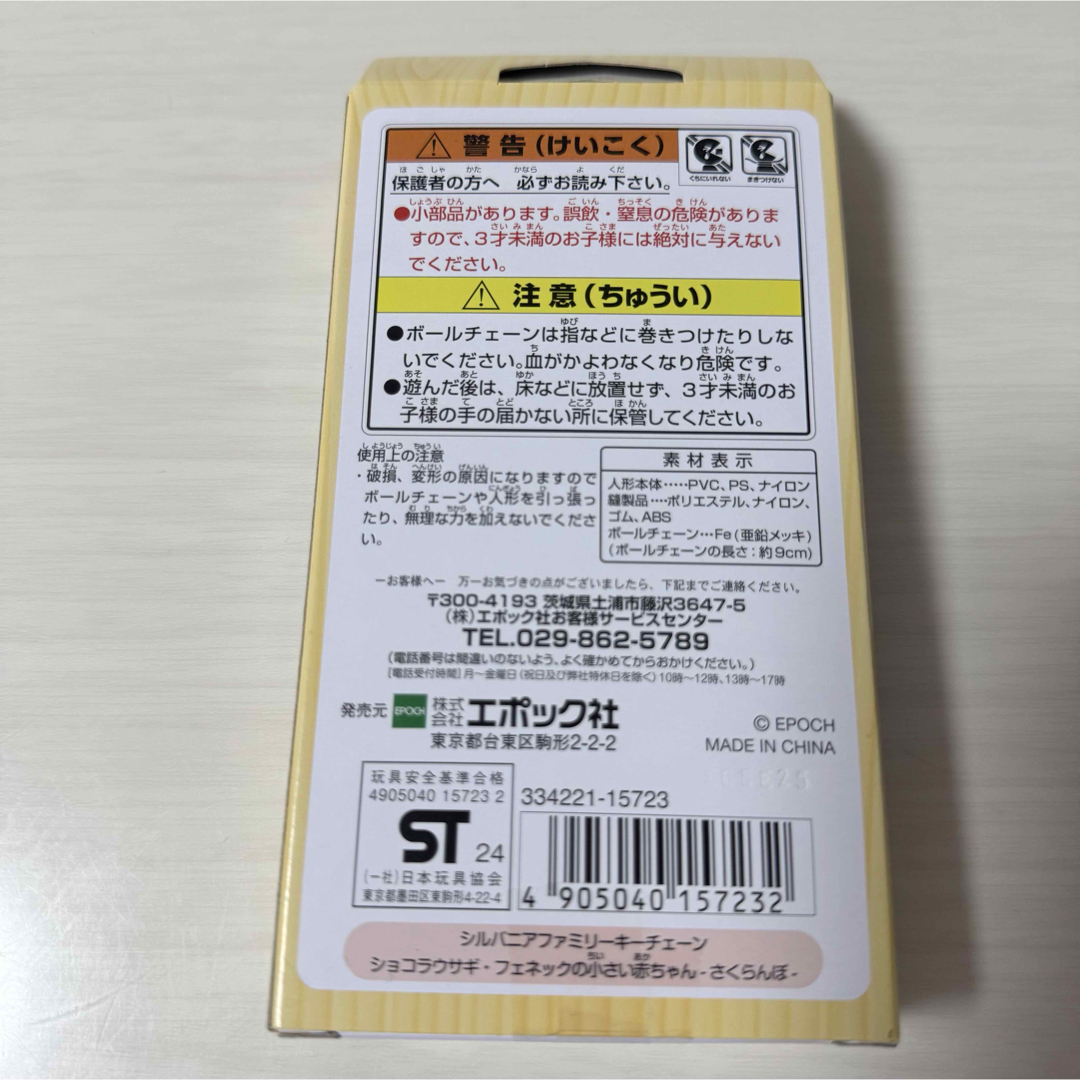 ⚠ 警告(けいこく)
くちにいれない
まきつけない
保護者の方へ 必ずお読み下さい。
●小部品があります。誤飲・窒息の危険がありま
すので、3才未満のお子様には絶対に与えない
でください。
⚠ 注意(ちゅうい)
●ボールチェーンは指などに巻きつけたりしな
いでください。血がかよわなくなり危険です。
●遊んだ後は、床などに放置せず、3才未満のお
子様の手の届かない所に保管してください。
使用上の注意
・破損、変形の原因になりますので
ボールチェーンや人形を引っ張っ
たり、無理な力を加えないでくださ
い。
素材表示
人形本体‥‥‥PVC、PS、ナイロン
縫製品‥‥ポリエステル、ナイロン、
ゴム、ABS
ボールチェーン…Fe(亜鉛メッキ)
(ボールチェーンの長さ:約9cm)
―お客様へ― 万一お気づきの点がございましたら、下記までご連絡ください。
〒300-4193 茨城県土浦市藤沢3647-5
(株)エポック社お客様サービスセンター
TEL.029-862-5789
(電話番号は間違いのないよう、よく確かめてからおかけください。)
[電話受付時間]月〜金曜日(祝日及び弊社特休日を除く)10時〜12時、13時〜17時
発売元 EPOCH 株式会社エポック社
東京都台東区駒形2-2-2
© EPOCH
MADE IN CHINA
玩具安全基準合格
4905040 15723 2
ST 24
(一社)日本玩具協会
東京都墨田区東駒形4-22-4
334221-15723
4 905040 157232
シルバニアファミリーキーチェーン
ショコラウサギ・フェネックの小さい赤ちゃん-さくらんぼ-